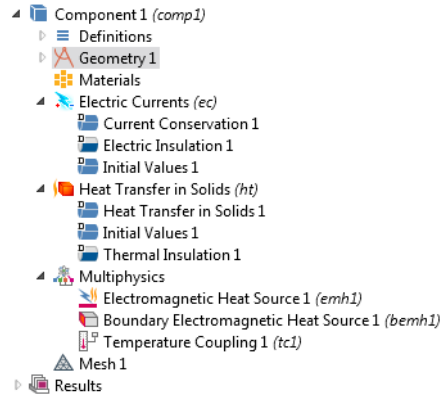 Component 1 (comp1)
Definitions
Geometry 1
Materials
Electric Currents (ec)
Current Conservation 1
Electric Insulation 1
Initial Values 1
Heat Transfer in Solids (ht)
Heat Transfer in Solids 1
Initial Values 1
Thermal Insulation 1
Multiphysics
Electromagnetic Heat Source 1 (emh1)
Boundary Electromagnetic Heat Source 1 (bemh1)
Temperature Coupling 1 (tc1)
Mesh 1
Results